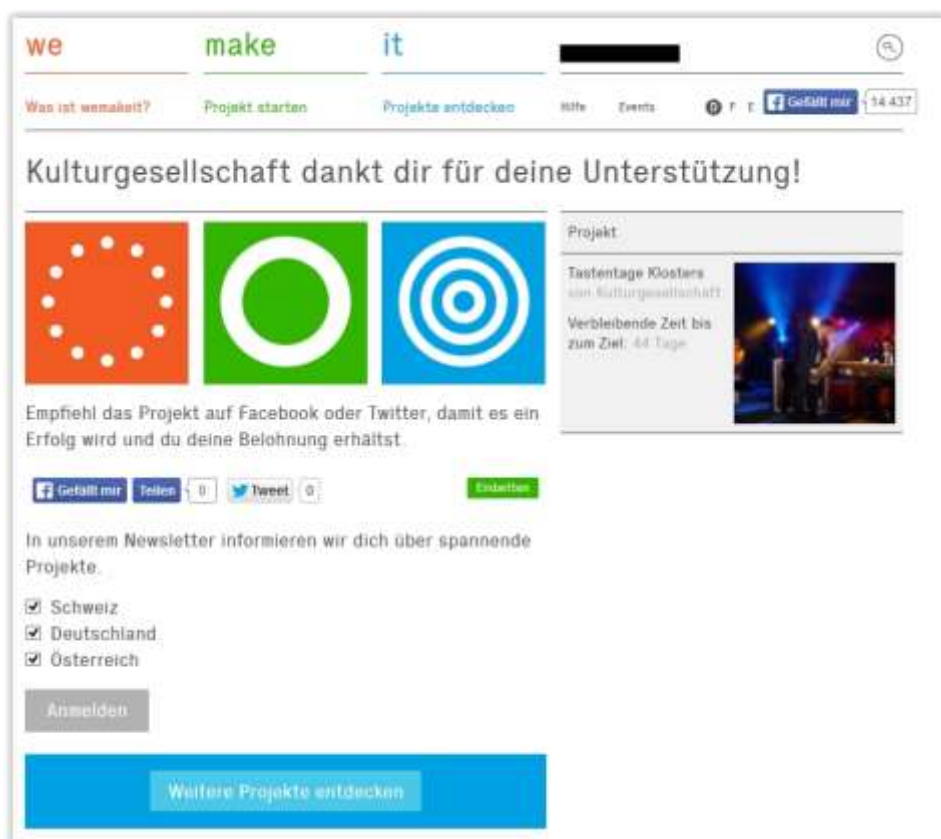 we make it
Was ist wemakeit? Projekt starten Projekte entdecken Hilfe Events D F E Gefällt mir 14 437
Kulturgesellschaft dankt dir für deine Unterstützung!
Projekt
Tastentage Klosters
von Kulturgesellschaft
Verbleibende Zeit bis
zum Ziel: 44 Tage
Empfiehl das Projekt auf Facebook oder Twitter, damit es ein
Erfolg wird und du deine Belohnung erhältst.
Gefällt mir Teilen 0 Tweet 0 Einbetten
In unserem Newsletter informieren wir dich über spannende
Projekte.
Schweiz
Deutschland
Österreich
Anmelden
Weitere Projekte entdecken